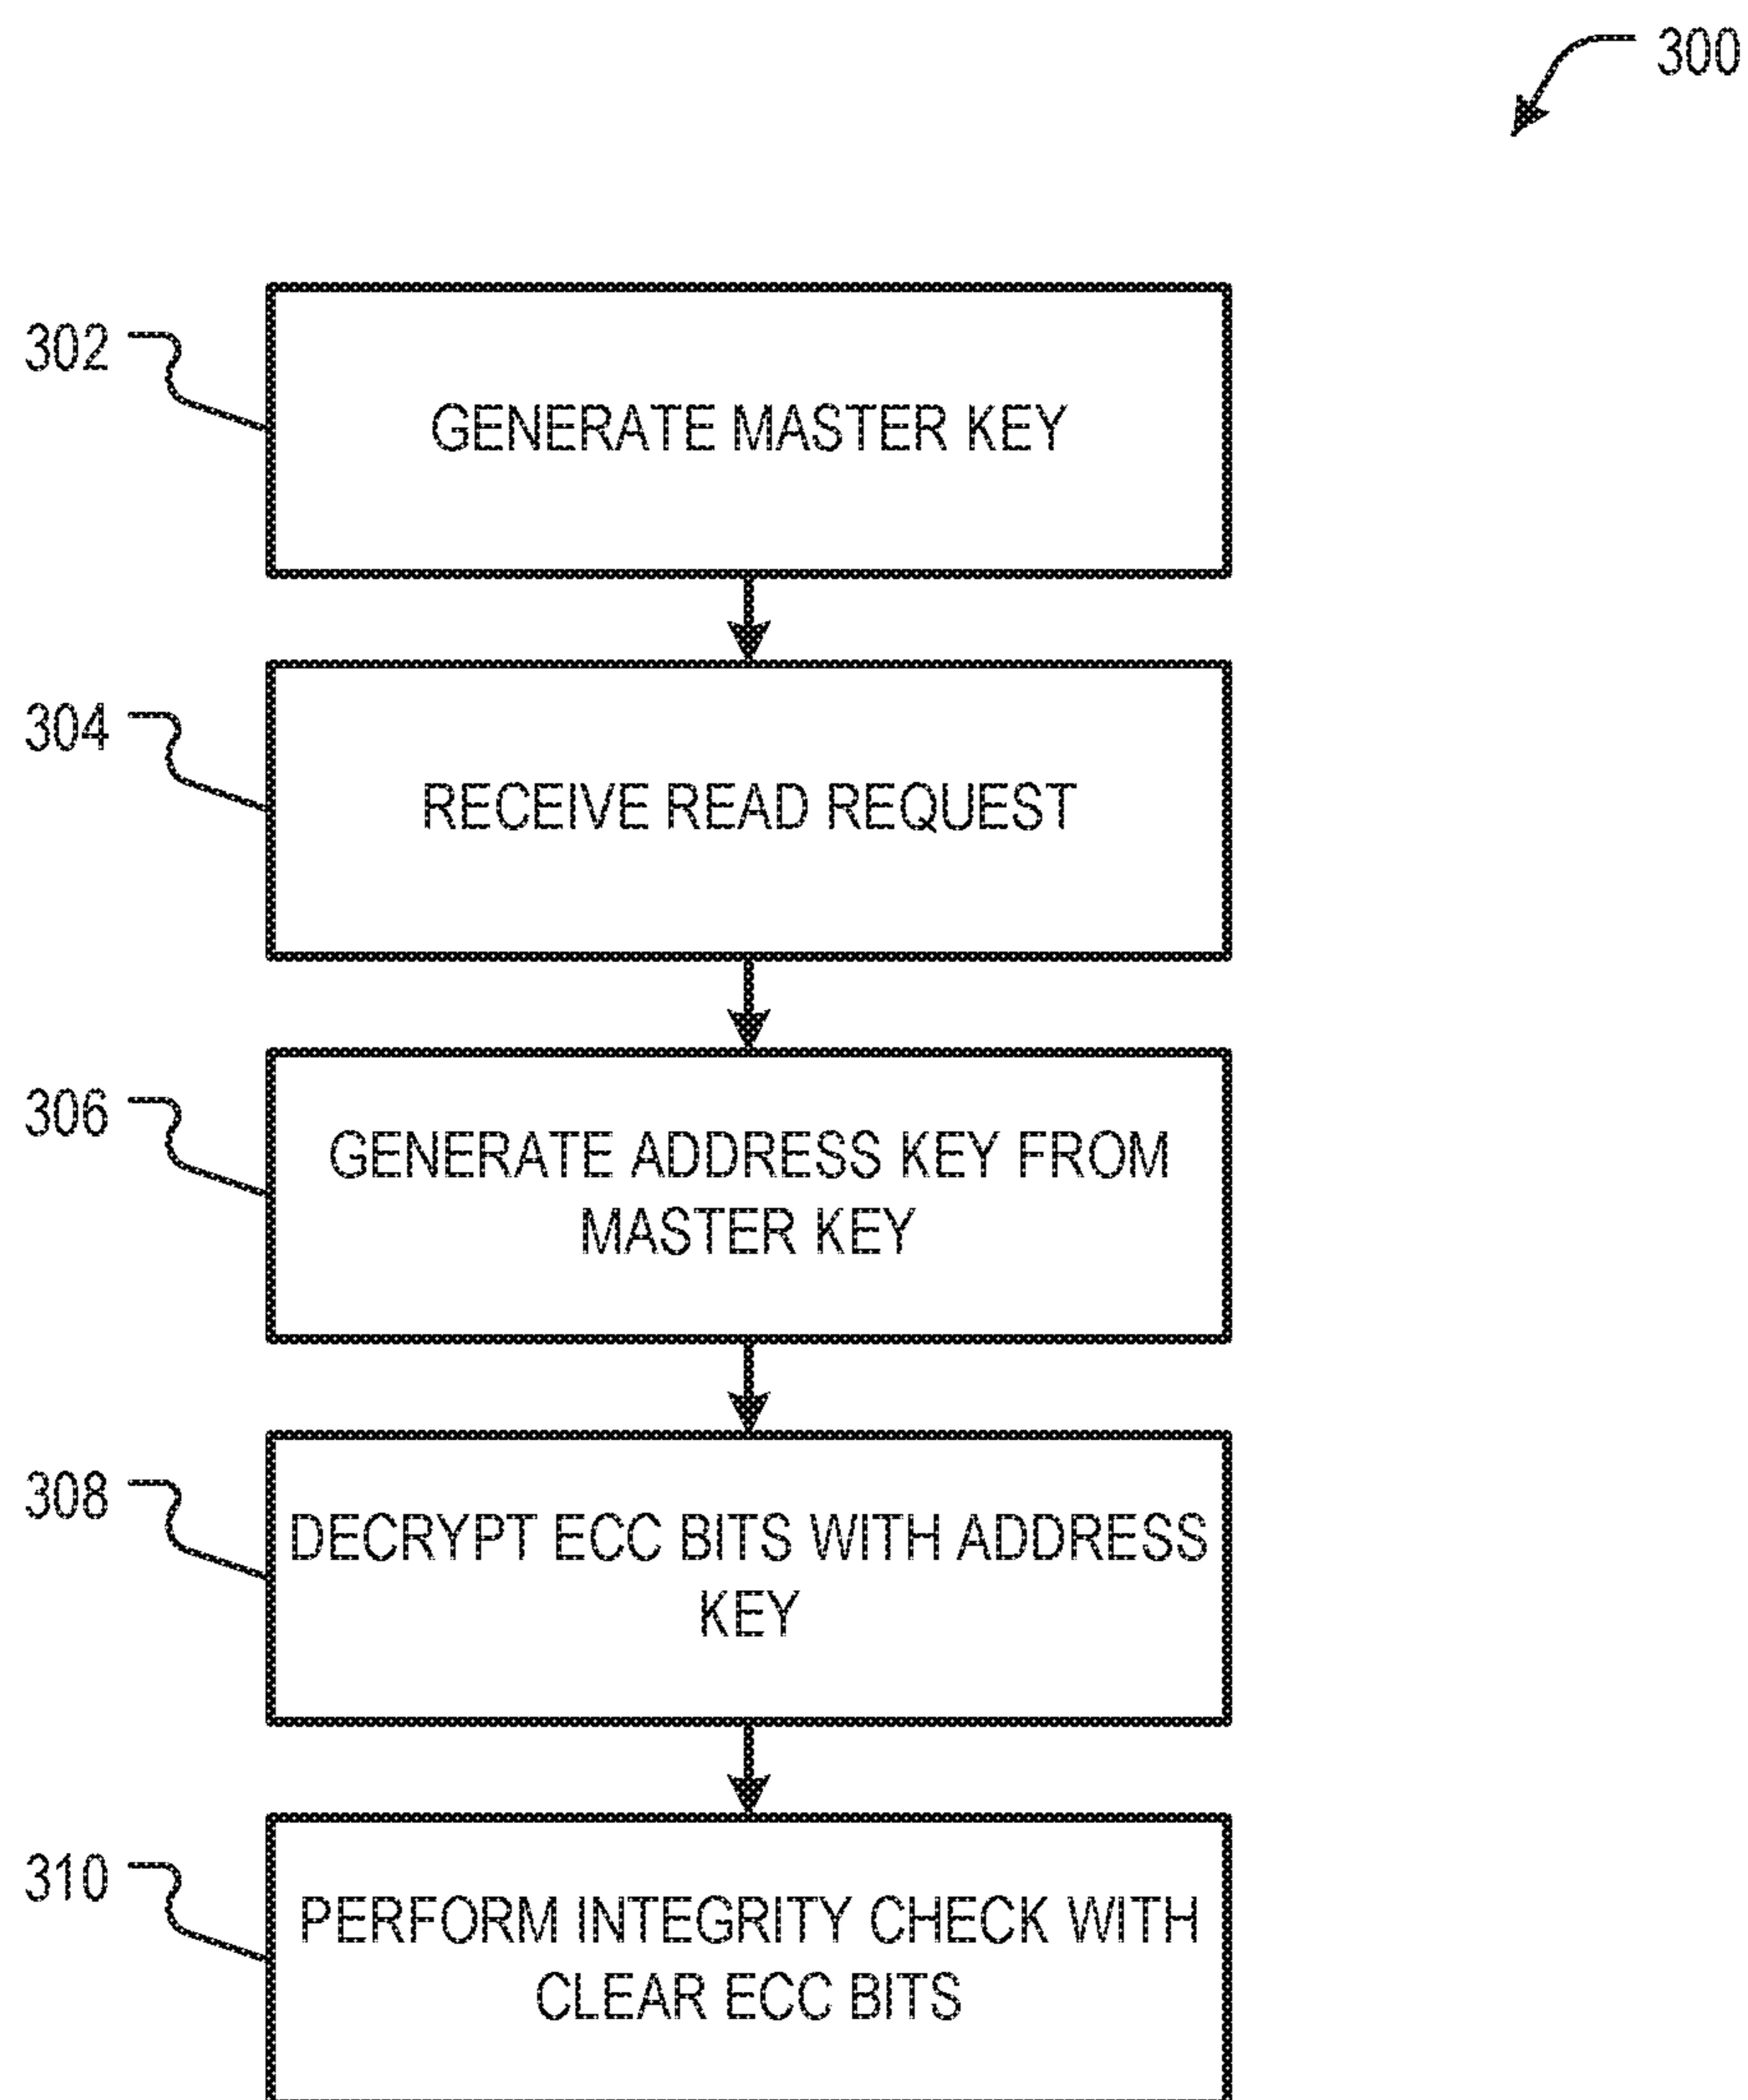 300
302
GENERATE MASTER KEY
304
RECEIVE READ REQUEST
306
GENERATE ADDRESS KEY FROM
MASTER KEY
308
DECRYPT ECC BITS WITH ADDRESS
KEY
310
PERFORM INTEGRITY CHECK WITH
CLEAR ECC BITS